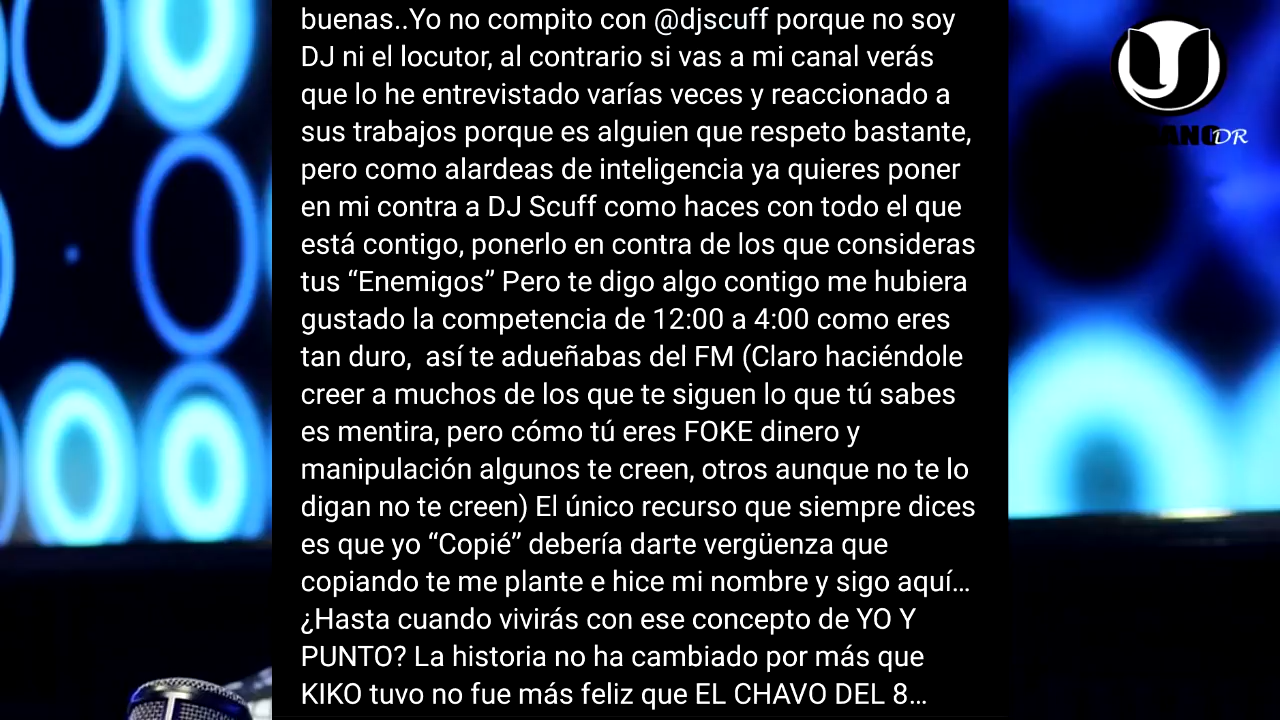 buenas..Yo no compito con @djscuff porque no soy
DJ ni el locutor, al contrario si vas a mi canal verás
que lo he entrevistado varías veces y reaccionado a
sus trabajos porque es alguien que respeto bastante,
pero como alardeas de inteligencia ya quieres poner
en mi contra a DJ Scuff como haces con todo el que
está contigo, ponerlo en contra de los que consideras
tus “Enemigos” Pero te digo algo contigo me hubiera
gustado la competencia de 12:00 a 4:00 como eres
tan duro,  así te adueñabas del FM (Claro haciéndole
creer a muchos de los que te siguen lo que tú sabes
es mentira, pero cómo tú eres FOKE dinero y
manipulación algunos te creen, otros aunque no te lo
digan no te creen) El único recurso que siempre dices
es que yo “Copié” debería darte vergüenza que
copiando te me plante e hice mi nombre y sigo aquí…
¿Hasta cuando vivirás con ese concepto de YO Y
PUNTO? La historia no ha cambiado por más que
KIKO tuvo no fue más feliz que EL CHAVO DEL 8…
U
DR